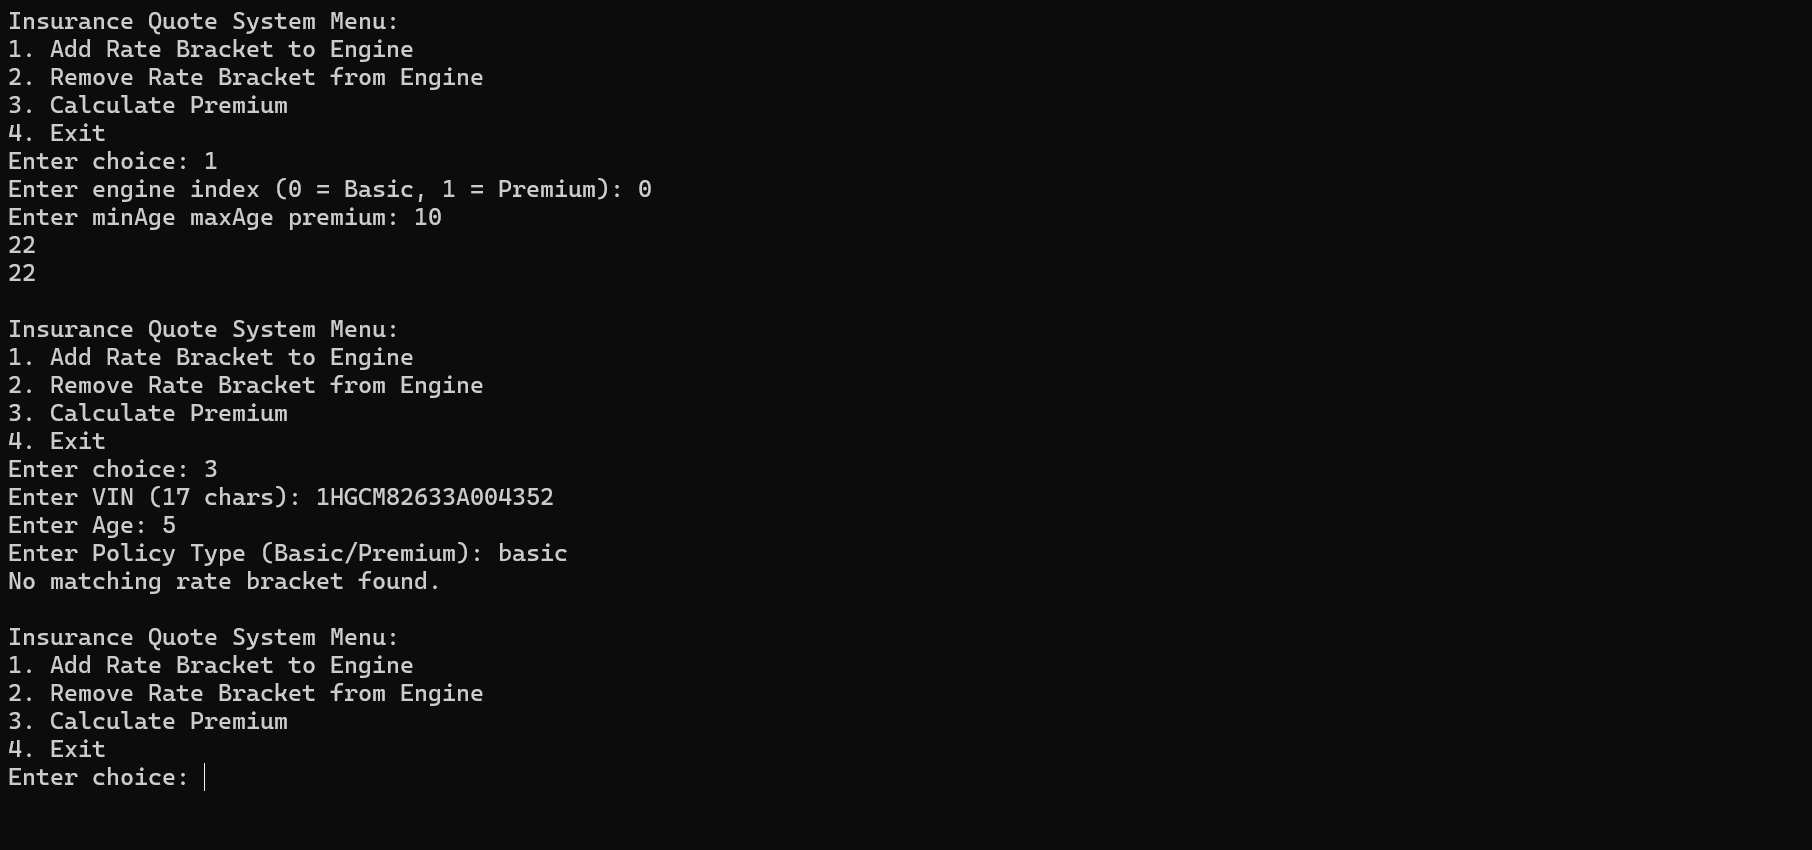 Insurance Quote System Menu:
1. Add Rate Bracket to Engine
2. Remove Rate Bracket from Engine
3. Calculate Premium
4. Exit
Enter choice: 1
Enter engine index (0 = Basic, 1 = Premium): 0
Enter minAge maxAge premium: 10
22
22

Insurance Quote System Menu:
1. Add Rate Bracket to Engine
2. Remove Rate Bracket from Engine
3. Calculate Premium
4. Exit
Enter choice: 3
Enter VIN (17 chars): 1HGCM82633A004352
Enter Age: 5
Enter Policy Type (Basic/Premium): basic
No matching rate bracket found.

Insurance Quote System Menu:
1. Add Rate Bracket to Engine
2. Remove Rate Bracket from Engine
3. Calculate Premium
4. Exit
Enter choice: